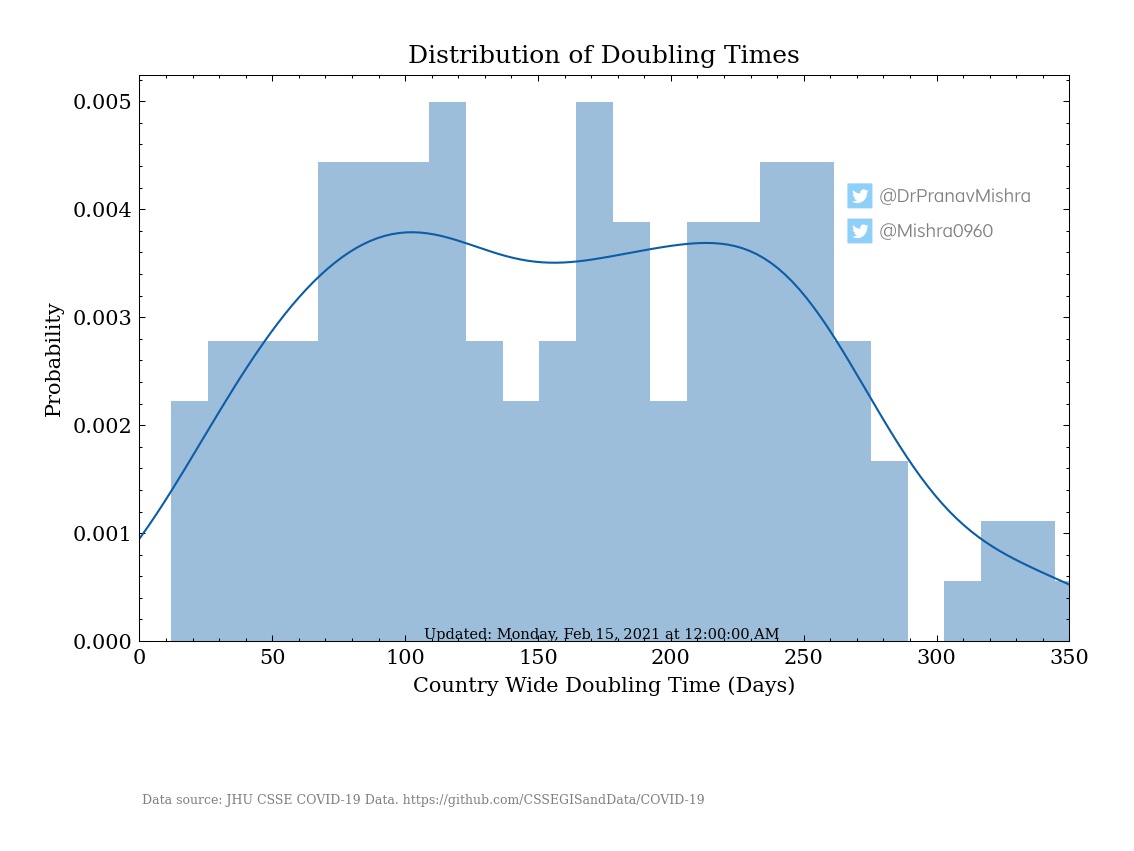 Distribution of Doubling Times
0.005
0.004
0.003
0.002
0.001
0.000
Probability
@DrPranavMishra
@Mishra0960
Updated: Monday, Feb 15, 2021 at 12:00:00 AM
0 50 100 150 200 250 300 350
Country Wide Doubling Time (Days)
Data source: JHU CSSE COVID-19 Data. https://github.com/CSSEGISandData/COVID-19